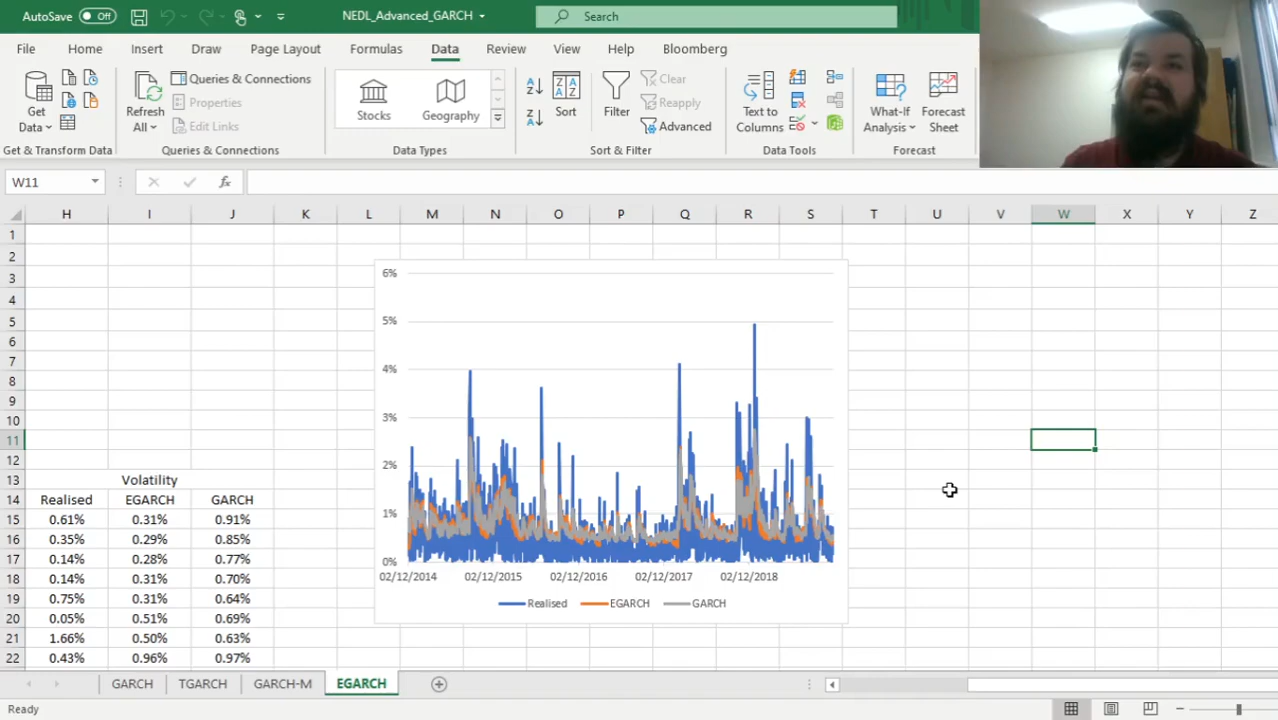 AutoSave Off NEDL_Advanced_GARCH Search
File Home Insert Draw Page Layout Formulas Data Review View Help Bloomberg
Get Data
Refresh All
Queries & Connections
Properties
Edit Links
Stocks Geography
Sort
Filter
Clear
Reapply
Advanced
Text to Columns
What-If Analysis
Forecast Sheet
Get & Transform Data Queries & Connections Data Types Sort & Filter Data Tools Forecast
W11 fx
H I J K L M N O P Q R S T U V W X Y Z
1
2
3
4
5
6
7
8
9
10
11
12
13 Volatility
14 Realised EGARCH GARCH
15 0.61% 0.31% 0.91%
16 0.35% 0.29% 0.85%
17 0.14% 0.28% 0.77%
18 0.14% 0.31% 0.70%
19 0.75% 0.31% 0.64%
20 0.05% 0.51% 0.69%
21 1.66% 0.50% 0.63%
22 0.43% 0.96% 0.97%
6%
5%
4%
3%
2%
1%
0%
02/12/2014 02/12/2015 02/12/2016 02/12/2017 02/12/2018
Realised EGARCH GARCH
GARCH TGARCH GARCH-M EGARCH
Ready